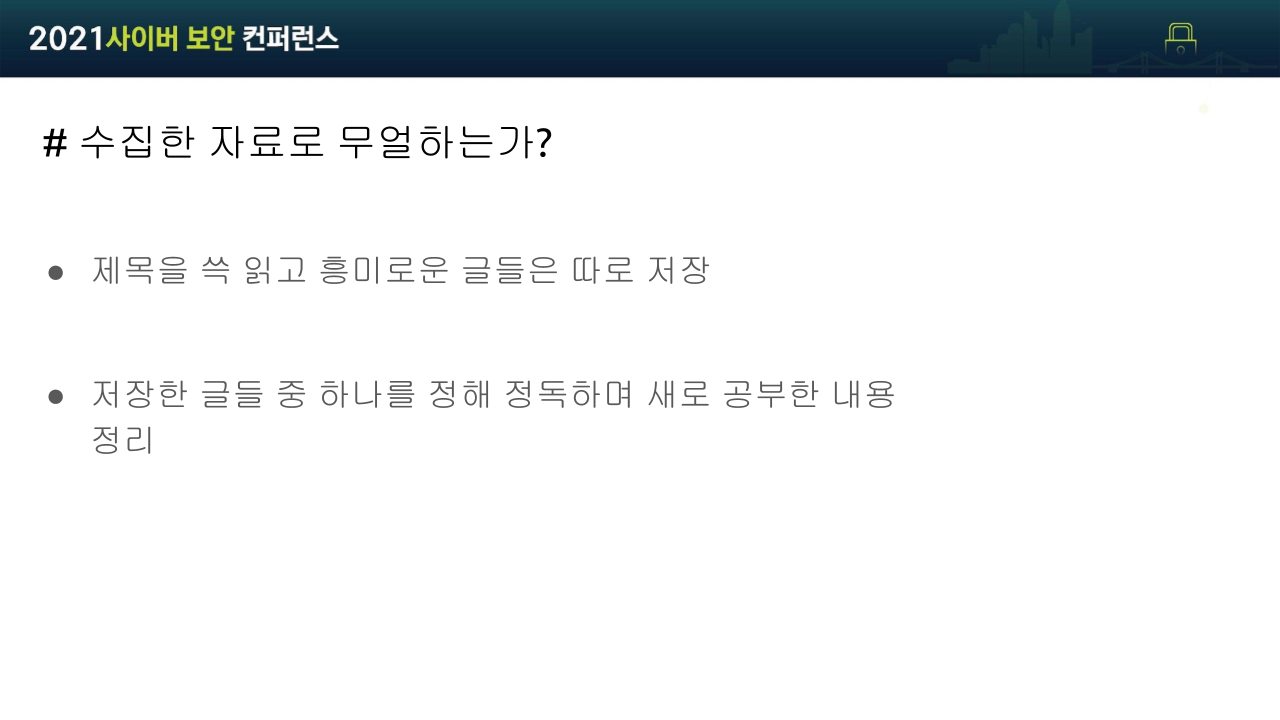 2021사이버 보안 컨퍼런스
# 수집한 자료로 무얼하는가?
● 제목을 쓱 읽고 흥미로운 글들은 따로 저장
● 저장한 글들 중 하나를 정해 정독하며 새로 공부한 내용
정리